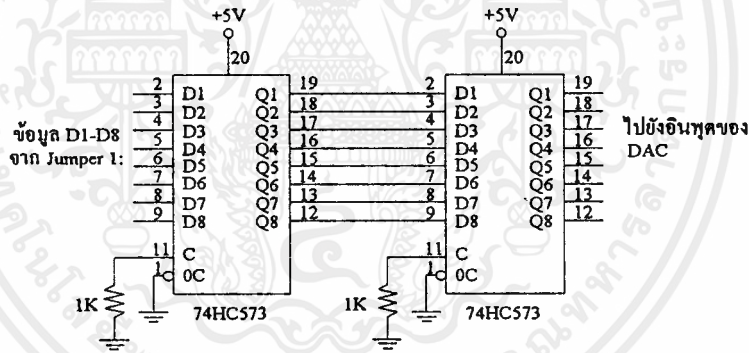 +5V
+5V
20
20
2 D1 Q1 19
3 D2 Q2 18
4 D3 Q3 17
5 D4 Q4 16
6 D5 Q5 15
7 D6 Q6 14
8 D7 Q7 13
9 D8 Q8 12
11 C
1 0C
1K
74HC573
ข้อมูล D1-D8
จาก Jumper 1:
2 D1 Q1 19
3 D2 Q2 18
4 D3 Q3 17
5 D4 Q4 16
6 D5 Q5 15
7 D6 Q6 14
8 D7 Q7 13
9 D8 Q8 12
11 C
1 0C
1K
74HC573
ไปยังอินพุตของ
DAC